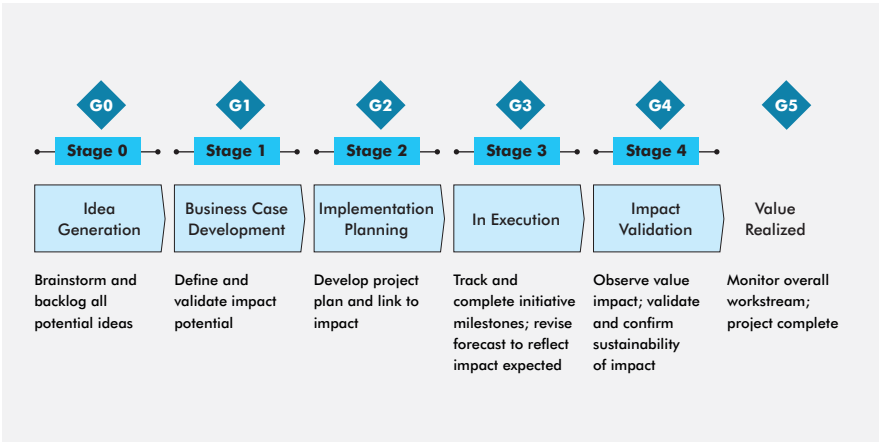 G0
G1
G2
G3
G4
G5
Stage 0
Stage 1
Stage 2
Stage 3
Stage 4
Idea
Generation
Business Case
Development
Implementation
Planning
In Execution
Impact
Validation
Value
Realized
Brainstorm and
backlog all
potential ideas
Define and
validate impact
potential
Develop project
plan and link to
impact
Track and
complete initiative
milestones; revise
forecast to reflect
impact expected
Observe value
impact; validate
and confirm
sustainability
of impact
Monitor overall
workstream;
project complete